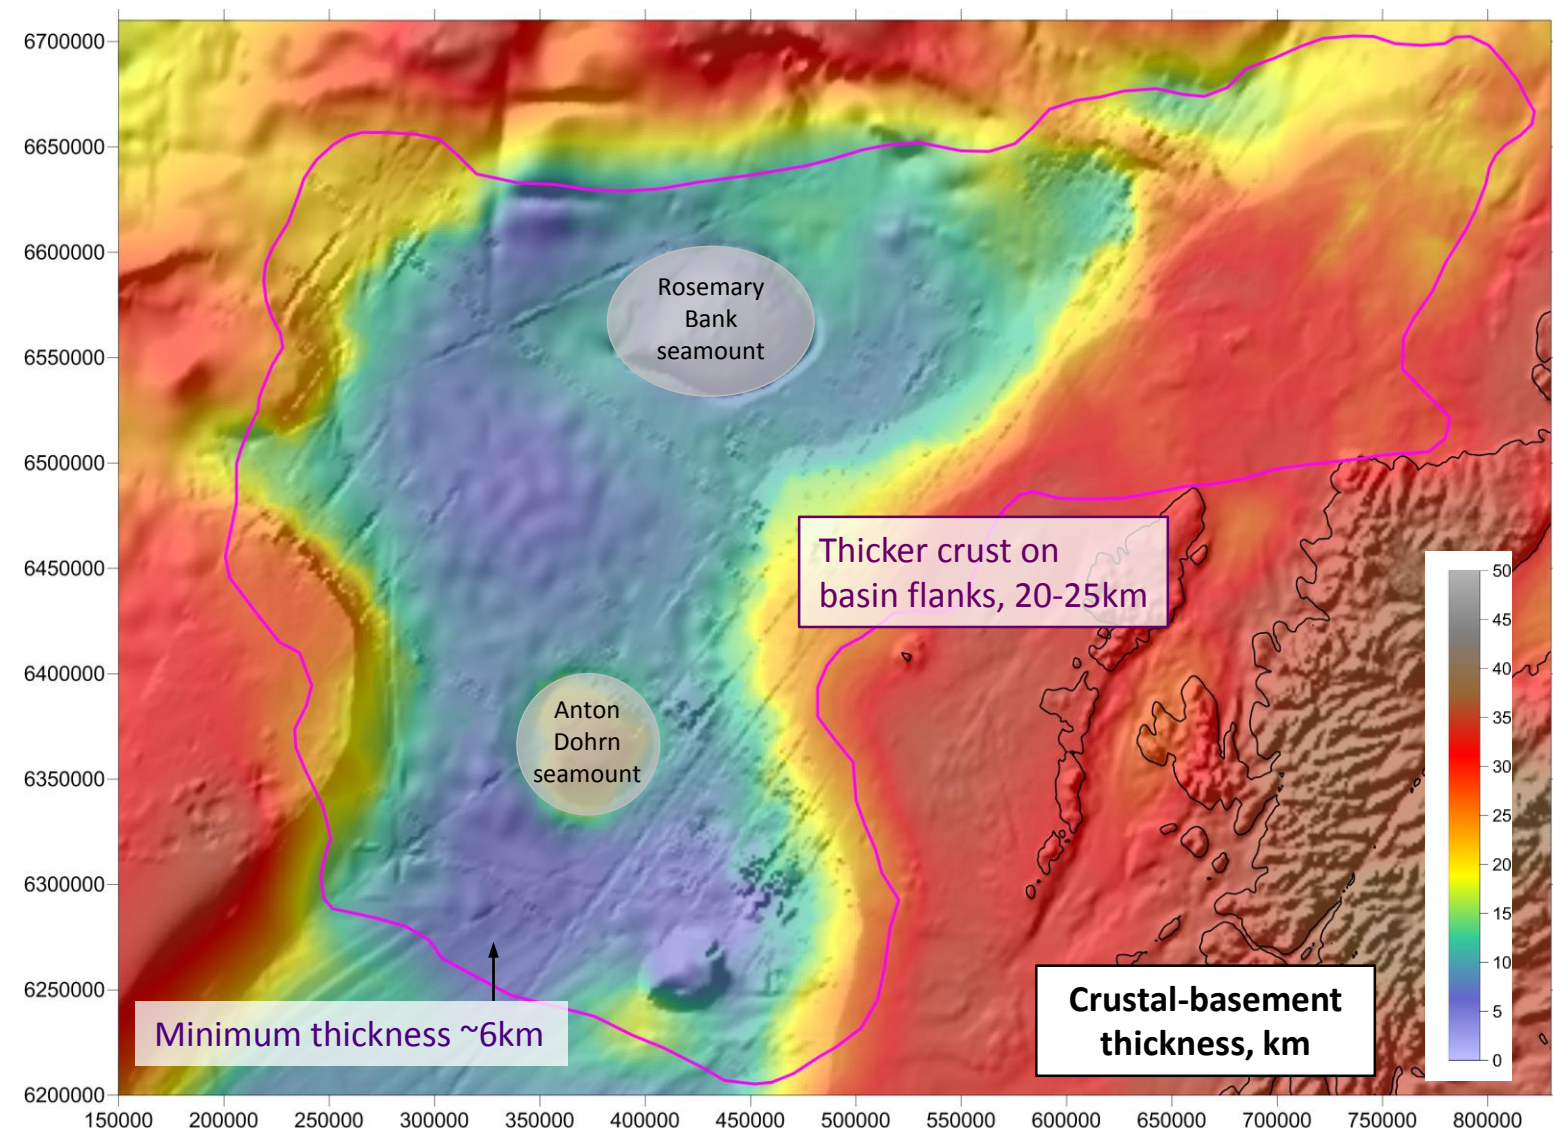 6700000
6650000
6600000
6550000
6500000
6450000
6400000
6350000
6300000
6250000
6200000
Rosemary
Bank
seamount
Thicker crust on
basin flanks, 20-25km
Anton
Dohrn
seamount
Minimum thickness ~6km
Crustal-basement
thickness, km
50
45
40
35
30
25
20
15
10
5
0
150000 200000 250000 300000 350000 400000 450000 500000 550000 600000 650000 700000 750000 800000